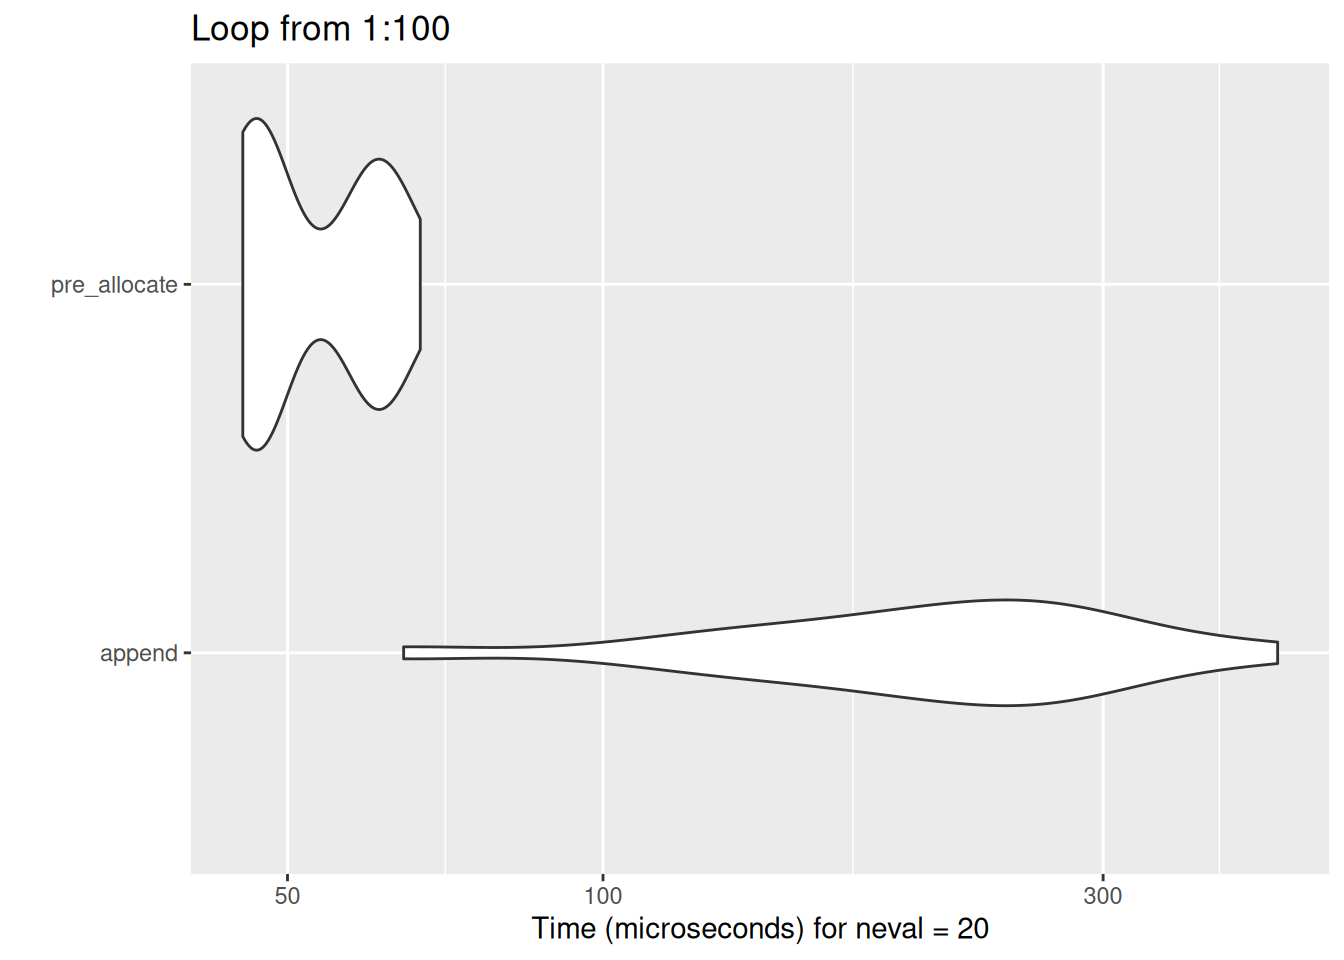 Loop from 1:100
pre_allocate
append
50 100 300
Time (microseconds) for neval = 20